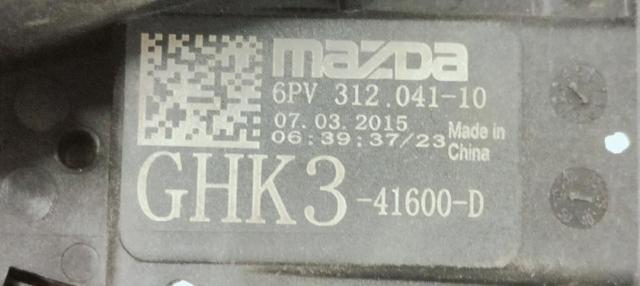 mazda
6PV 312.041-10
07.03.2015
06:39:37/23
Made in
China
GHK3-41600-D